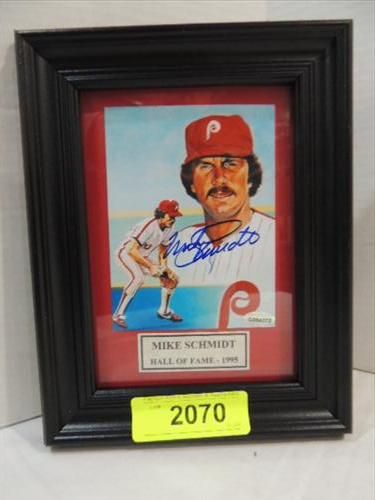 P
Mike Schmidt
P
MIKE SCHMIDT
HALL OF FAME - 1995
2070